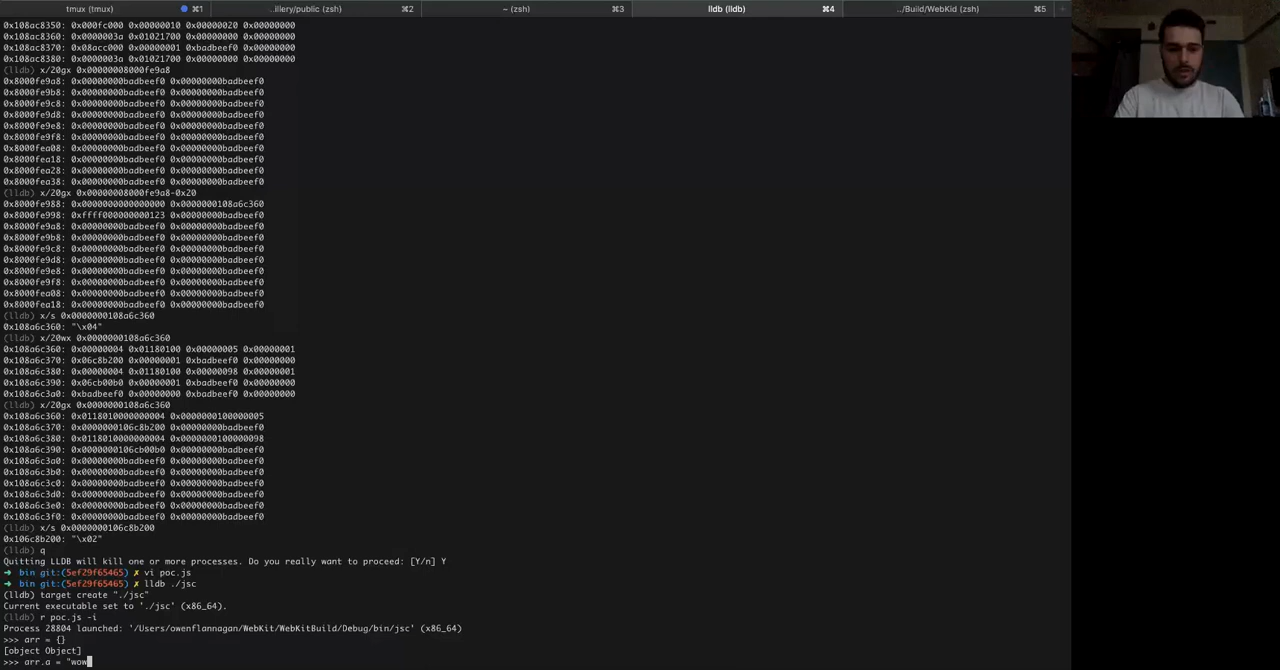 tmux ⌘1 ..illery/public (zsh) ⌘2 ~ (zsh) ⌘3 lldb (lldb) ⌘4 ../Build/WebKid (zsh) ⌘5
0x108ac8350: 0x000fc000 0x00000010 0x00000020 0x00000000
0x108ac8360: 0x0000003a 0x01021700 0x00000000 0x00000000
0x108ac8370: 0x08acc000 0x00000001 0xbadbeef0 0x00000000
0x108ac8380: 0x0000003a 0x01021700 0x00000000 0x00000000
(lldb) x/20gx 0x00000008000fe9a8
0x8000fe9a8: 0x00000000badbeef0 0x00000000badbeef0
0x8000fe9b8: 0x00000000badbeef0 0x00000000badbeef0
0x8000fe9c8: 0x00000000badbeef0 0x00000000badbeef0
0x8000fe9d8: 0x00000000badbeef0 0x00000000badbeef0
0x8000fe9e8: 0x00000000badbeef0 0x00000000badbeef0
0x8000fe9f8: 0x00000000badbeef0 0x00000000badbeef0
0x8000fea08: 0x00000000badbeef0 0x00000000badbeef0
0x8000fea18: 0x00000000badbeef0 0x00000000badbeef0
0x8000fea28: 0x00000000badbeef0 0x00000000badbeef0
0x8000fea38: 0x00000000badbeef0 0x00000000badbeef0
(lldb) x/20gx 0x00000008000fe9a8-0x20
0x8000fe988: 0x0000000000000000 0x0000000108a6c360
0x8000fe998: 0xffff000000000123 0x00000000badbeef0
0x8000fe9a8: 0x00000000badbeef0 0x00000000badbeef0
0x8000fe9b8: 0x00000000badbeef0 0x00000000badbeef0
0x8000fe9c8: 0x00000000badbeef0 0x00000000badbeef0
0x8000fe9d8: 0x00000000badbeef0 0x00000000badbeef0
0x8000fe9e8: 0x00000000badbeef0 0x00000000badbeef0
0x8000fe9f8: 0x00000000badbeef0 0x00000000badbeef0
0x8000fea08: 0x00000000badbeef0 0x00000000badbeef0
0x8000fea18: 0x00000000badbeef0 0x00000000badbeef0
(lldb) x/s 0x0000000108a6c360
0x108a6c360: "\x04"
(lldb) x/20wx 0x0000000108a6c360
0x108a6c360: 0x00000004 0x01180100 0x00000005 0x00000001
0x108a6c370: 0x06c8b200 0x00000001 0xbadbeef0 0x00000000
0x108a6c380: 0x00000004 0x01180100 0x00000098 0x00000001
0x108a6c390: 0x06cb00b0 0x00000001 0xbadbeef0 0x00000000
0x108a6c3a0: 0xbadbeef0 0x00000000 0xbadbeef0 0x00000000
(lldb) x/20gx 0x0000000108a6c360
0x108a6c360: 0x0118010000000004 0x0000000100000005
0x108a6c370: 0x0000000106c8b200 0x00000000badbeef0
0x108a6c380: 0x0118010000000004 0x0000000100000098
0x108a6c390: 0x0000000106cb00b0 0x00000000badbeef0
0x108a6c3a0: 0x00000000badbeef0 0x00000000badbeef0
0x108a6c3b0: 0x00000000badbeef0 0x00000000badbeef0
0x108a6c3c0: 0x00000000badbeef0 0x00000000badbeef0
0x108a6c3d0: 0x00000000badbeef0 0x00000000badbeef0
0x108a6c3e0: 0x00000000badbeef0 0x00000000badbeef0
0x108a6c3f0: 0x00000000badbeef0 0x00000000badbeef0
(lldb) x/s 0x0000000106c8b200
0x106c8b200: "\x02"
(lldb) q
Quitting LLDB will kill one or more processes. Do you really want to proceed: [Y/n] Y
➜ bin git:(5ef29f65465) ✗ vi poc.js
➜ bin git:(5ef29f65465) ✗ lldb ./jsc
(lldb) target create "./jsc"
Current executable set to './jsc' (x86_64).
(lldb) r poc.js -i
Process 28804 launched: '/Users/owenflannagan/WebKit/WebKitBuild/Debug/bin/jsc' (x86_64)
>>> arr = {}
[object Object]
>>> arr.a = "wow